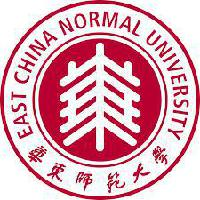 EAST CHINA NORMAL UNIVERSITY
華東師範大學